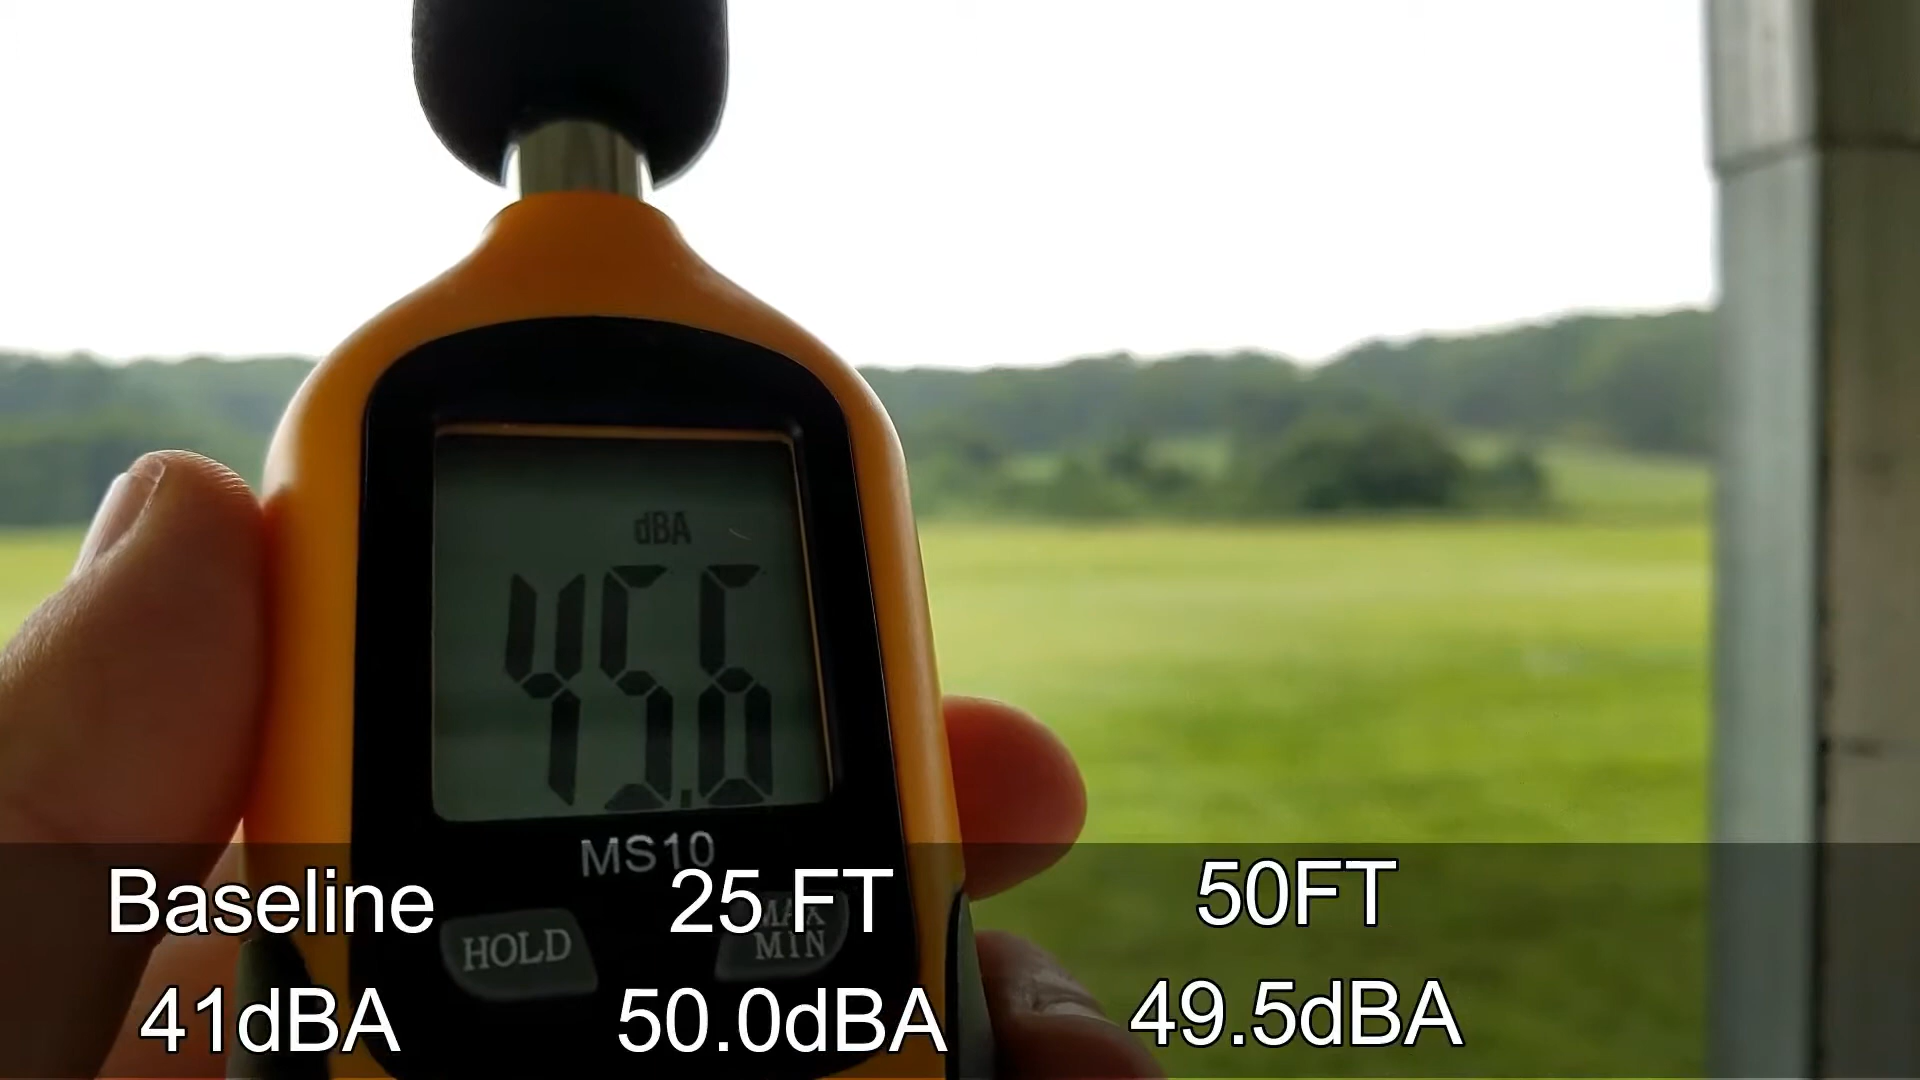 dBA
45.6
MS10
HOLD
MAX
MIN
Baseline 25 FT 50FT
41dBA 50.0dBA 49.5dBA